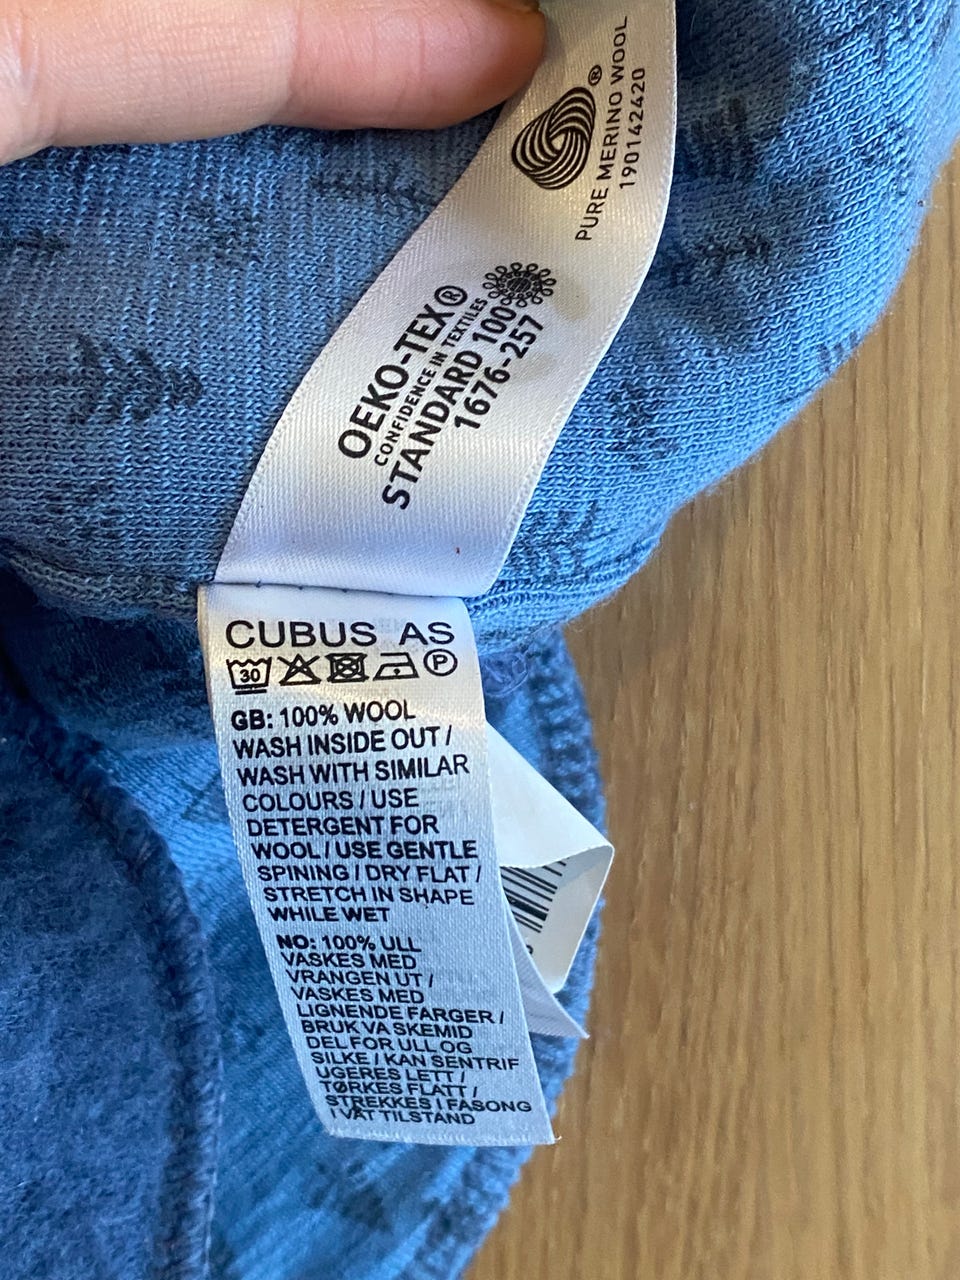 PURE MERINO WOOL
190142420
OEKO-TEX®
CONFIDENCE IN TEXTILES
STANDARD 100
1676-257
CUBUS AS
30 P
GB: 100% WOOL
WASH INSIDE OUT /
WASH WITH SIMILAR
COLOURS / USE
DETERGENT FOR
WOOL / USE GENTLE
SPINING / DRY FLAT /
STRETCH IN SHAPE
WHILE WET
NO: 100% ULL
VASKES MED
VRANGEN UT /
VASKES MED
LIGNENDE FARGER /
BRUK VA SKEMID
DEL FOR ULL OG
SILKE / KAN SENTRIF
UGERES LETT /
TØRKES FLATT /
STREKKES I FASONG
I VÅT TILSTAND